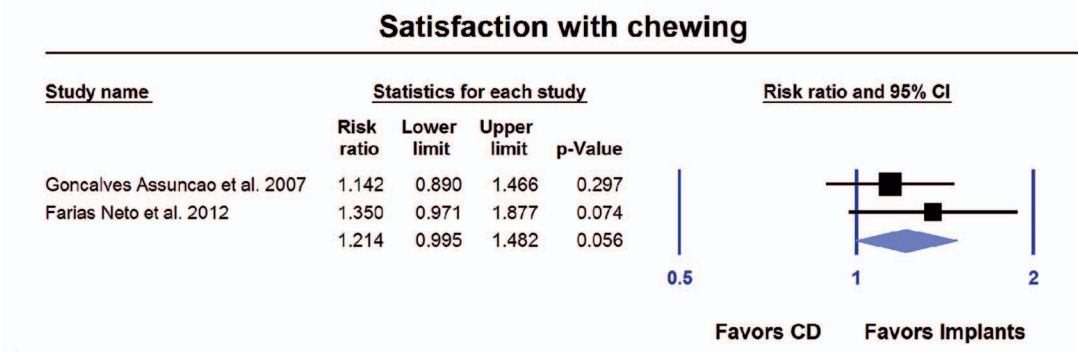 Satisfaction with chewing
Study name Statistics for each study Risk ratio and 95% CI
Risk ratio Lower limit Upper limit p-Value
Goncalves Assuncao et al. 2007 1.142 0.890 1.466 0.297
Farias Neto et al. 2012 1.350 0.971 1.877 0.074
1.214 0.995 1.482 0.056
0.5 1 2
Favors CD Favors Implants